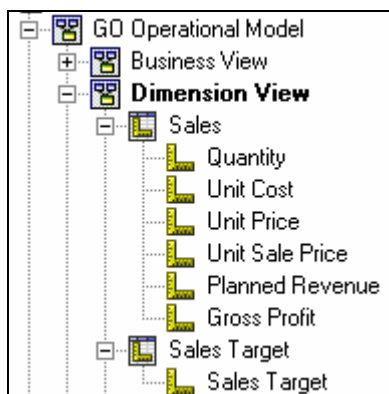 GO Operational Model
Business View
Dimension View
Sales
Quantity
Unit Cost
Unit Price
Unit Sale Price
Planned Revenue
Gross Profit
Sales Target
Sales Target